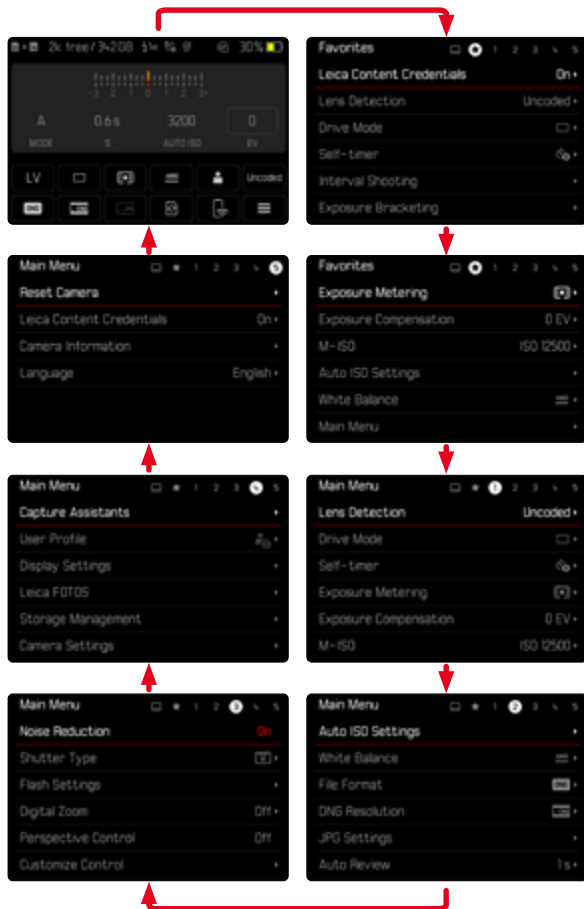 2k free/342GB 30%
-3 2 1 0 1 2 3+
A 0.6s 3200 0
MODE S AUTO ISO EV
LV Uncoded
DNG
Favorites 1 2 3 4 5
Leica Content Credentials On
Lens Detection Uncoded
Drive Mode
Self-timer
Interval Shooting
Exposure Bracketing
Main Menu 1 2 3 4 5
Reset Camera
Leica Content Credentials On
Camera Information
Language English
Favorites 1 2 3 4 5
Exposure Metering
Exposure Compensation 0 EV
M-ISO ISO 12500
Auto ISO Settings
White Balance
Main Menu
Main Menu 1 2 3 4 5
Capture Assistants
User Profile
Display Settings
Leica FOTOS
Storage Management
Camera Settings
Main Menu 1 2 3 4 5
Lens Detection Uncoded
Drive Mode
Self-timer
Exposure Metering
Exposure Compensation 0 EV
M-ISO ISO 12500
Main Menu 1 2 3 4 5
Noise Reduction On
Shutter Type
Flash Settings
Digital Zoom Off
Perspective Control Off
Customize Control
Main Menu 1 2 3 4 5
Auto ISO Settings
White Balance
File Format DNG
DNG Resolution
JPG Settings
Auto Review 1s